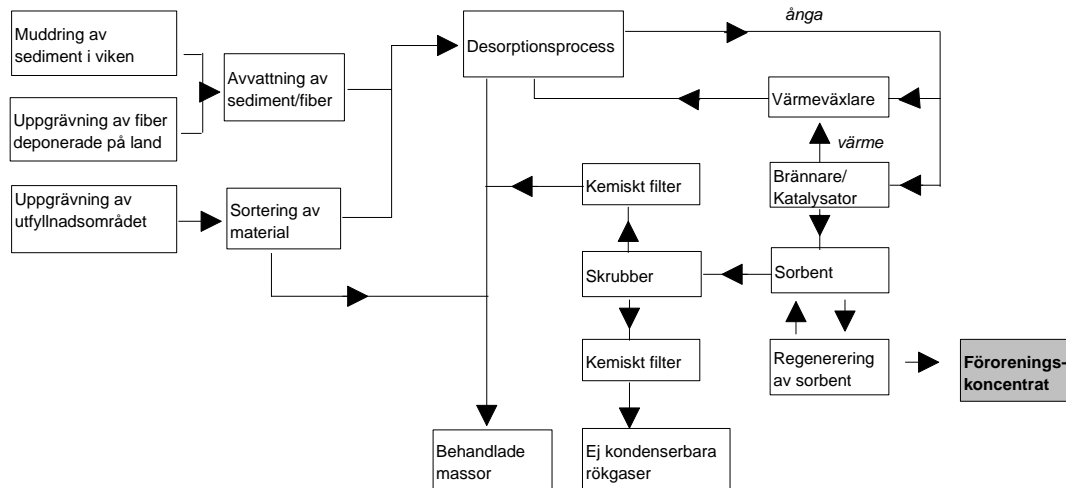 Muddring av
sediment i viken
Uppgrävning av fiber
deponerade på land
Uppgrävning av
utfyllnadsområdet
Avvattning av
sediment/fiber
Sortering av
material
Desorptionsprocess
ånga
Värmeväxlare
värme
Brännare/
Katalysator
Kemiskt filter
Skrubber
Sorbent
Kemiskt filter
Regenerering
av sorbent
Förorenings-
koncentrat
Behandlade
massor
Ej kondenserbara
rökgaser